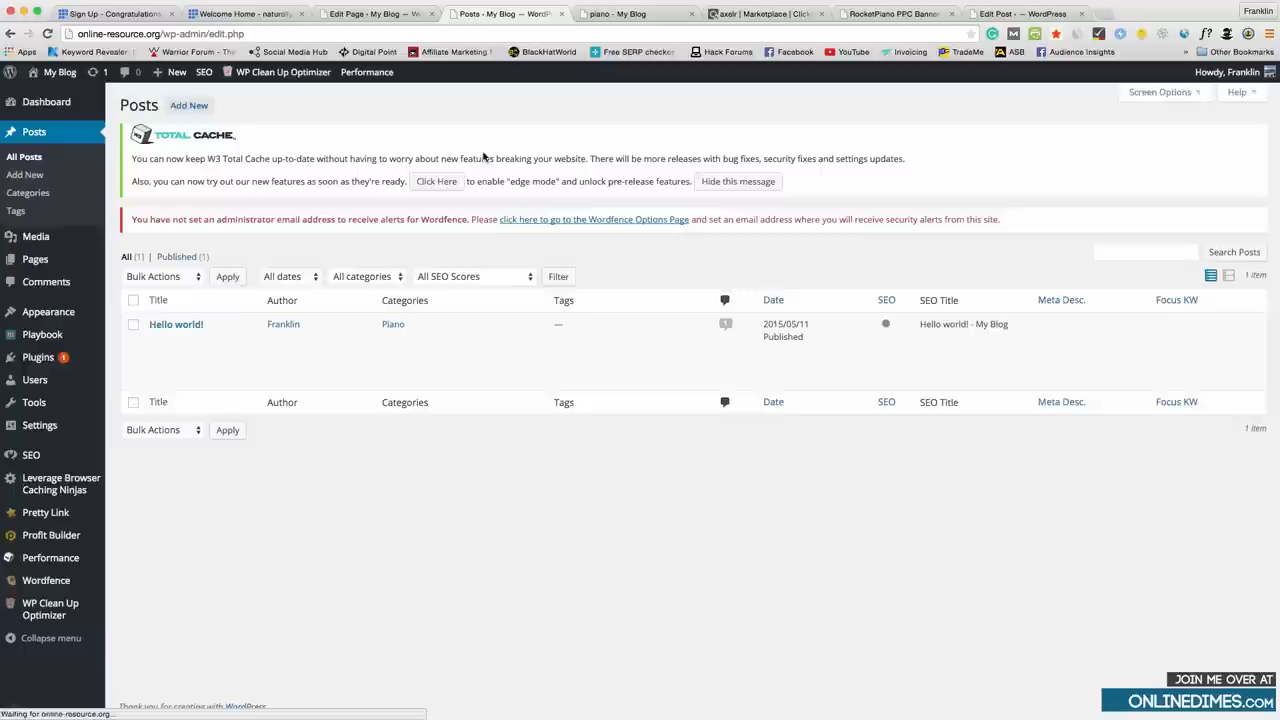 Sign Up - Congratulations
Welcome Home - naturally
Edit Page ‹ My Blog — W
Posts ‹ My Blog — WordP
piano - My Blog
axelr | Marketplace | Click
RocketPiano PPC Banner
Edit Post ‹ — WordPress
Franklin
online-resource.org/wp-admin/edit.php
Apps
Keyword Revealer
Warrior Forum - The
Social Media Hub
Digital Point
Affiliate Marketing
BlackHatWorld
Free SERP checker
Hack Forums
Facebook
YouTube
Invoicing
TradeMe
ASB
Audience Insights
Other Bookmarks
My Blog
1
0
New
SEO
WP Clean Up Optimizer
Performance
Howdy, Franklin
Screen Options
Help
Dashboard
Posts
All Posts
Add New
Categories
Tags
Media
Pages
Comments
Appearance
Playbook
Plugins 1
Users
Tools
Settings
SEO
Leverage Browser
Caching Ninjas
Pretty Link
Profit Builder
Performance
Wordfence
WP Clean Up
Optimizer
Collapse menu
Posts Add New
W3 TOTAL CACHE
You can now keep W3 Total Cache up-to-date without having to worry about new features breaking your website. There will be more releases with bug fixes, security fixes and settings updates.
Also, you can now try out our new features as soon as they're ready. Click Here to enable "edge mode" and unlock pre-release features. Hide this message
You have not set an administrator email address to receive alerts for Wordfence. Please click here to go to the Wordfence Options Page and set an email address where you will receive security alerts from this site.
All (1) | Published (1)
Search Posts
Bulk Actions Apply All dates All categories All SEO Scores Filter
1 item
Title Author Categories Tags Date SEO SEO Title Meta Desc. Focus KW
Hello world! Franklin Piano — 1 2015/05/11 Hello world! - My Blog
Published
Title Author Categories Tags Date SEO SEO Title Meta Desc. Focus KW
Bulk Actions Apply
1 item
Thank you for creating with WordPress
Waiting for online-resource.org...
JOIN ME OVER AT
ONLINEDIMES.COM